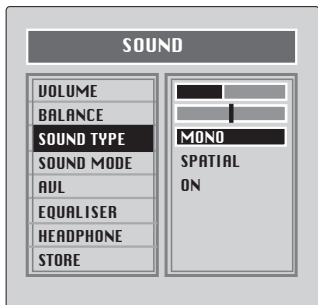 SOUND
VOLUME
BALANCE
SOUND TYPE MONO
SOUND MODE SPATIAL
AVL ON
EQUALISER
HEADPHONE
STORE